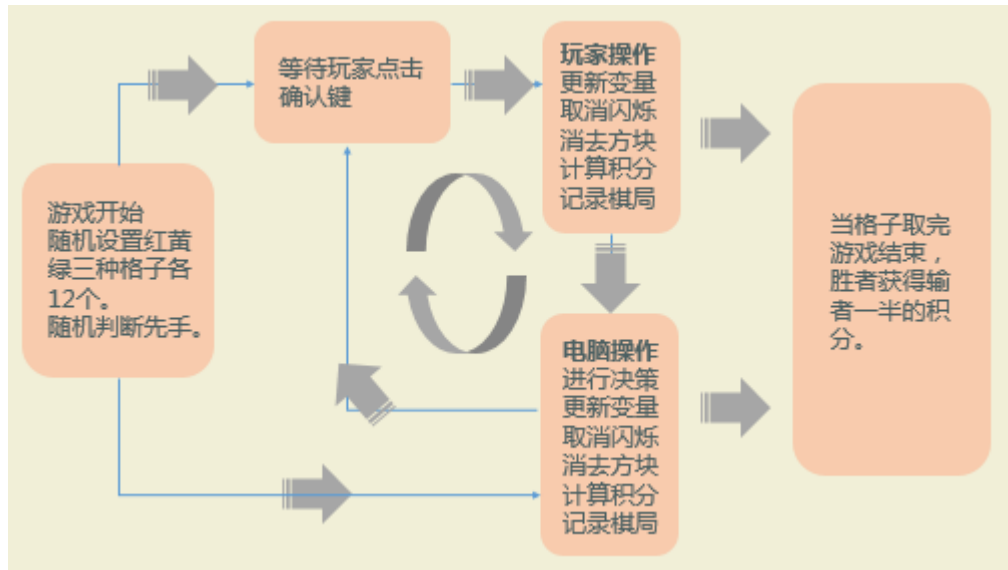 游戏开始
随机设置红黄
绿三种格子各
12个。
随机判断先手。
等待玩家点击
确认键
玩家操作
更新变量
取消闪烁
消去方块
计算积分
记录棋局
电脑操作
进行决策
更新变量
取消闪烁
消去方块
计算积分
记录棋局
当格子取完
游戏结束，
胜者获得输
者一半的积
分。